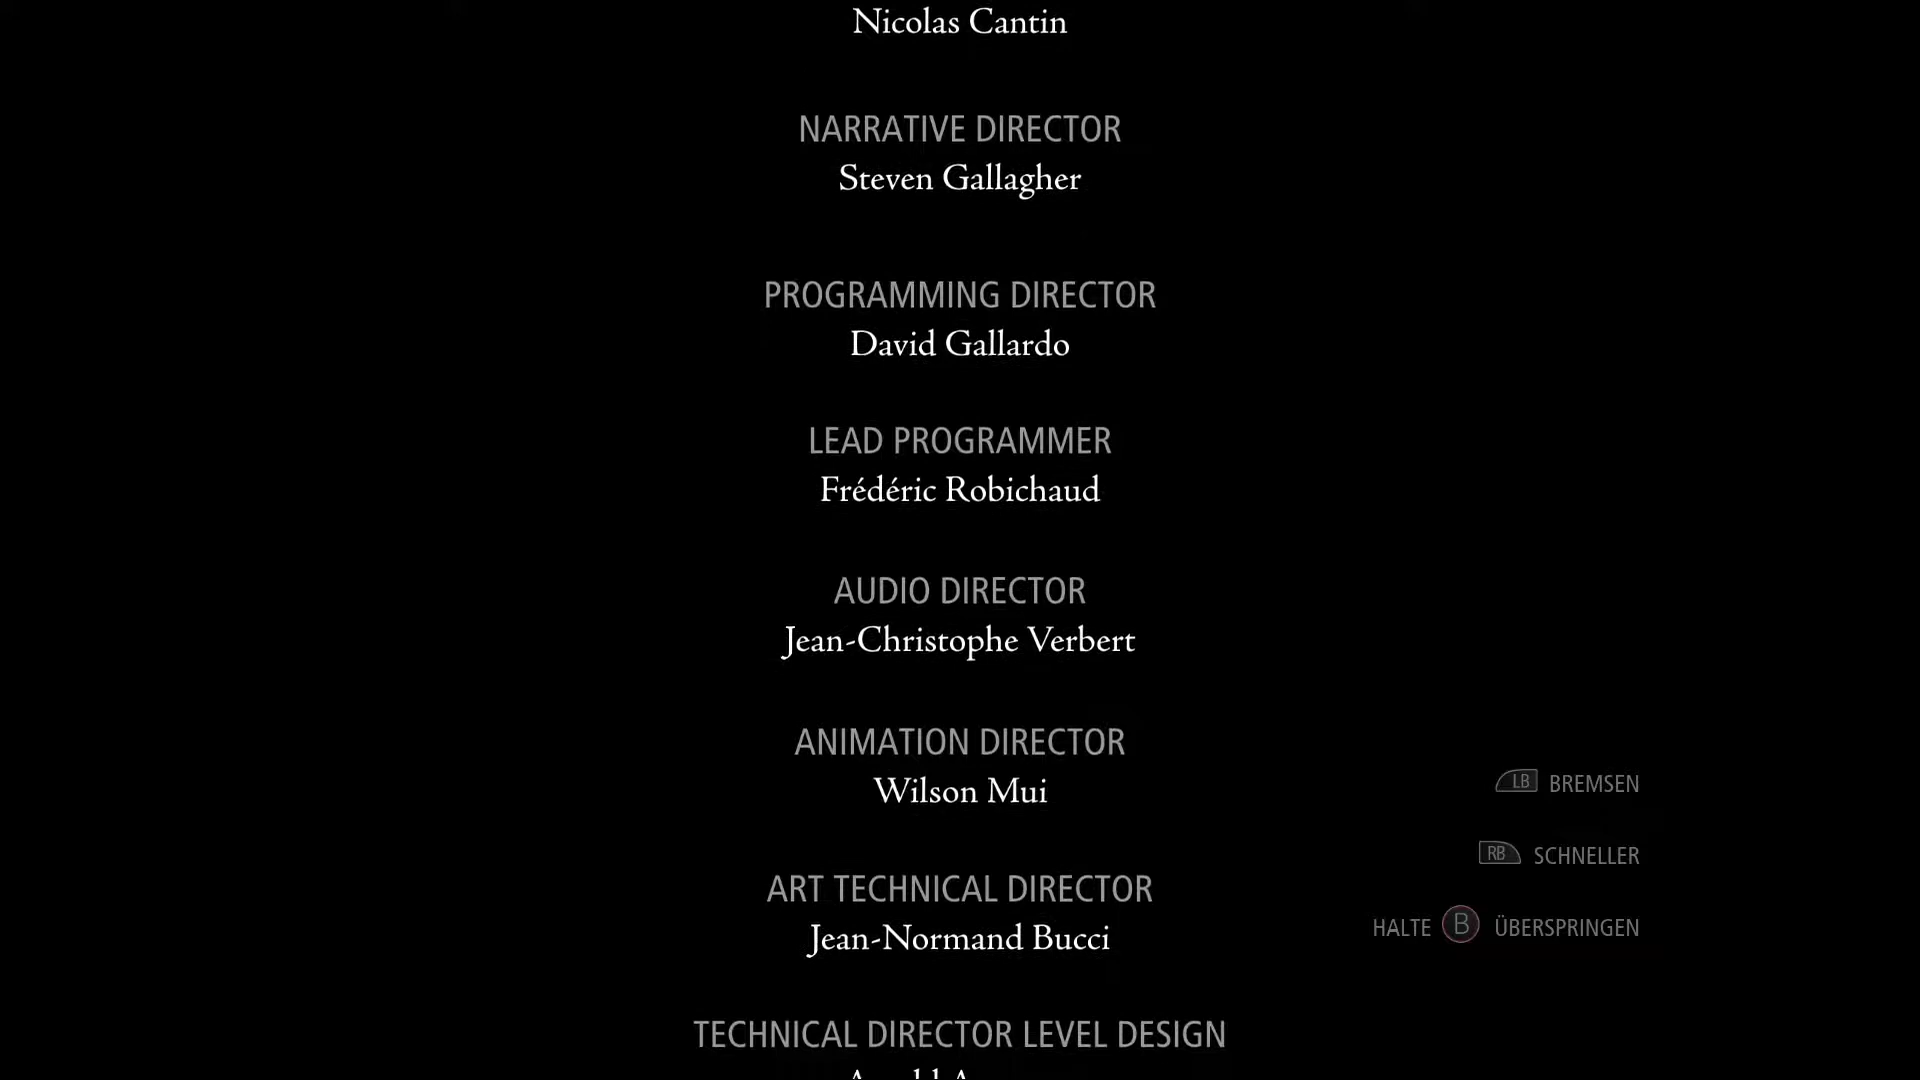 Nicolas Cantin
NARRATIVE DIRECTOR
Steven Gallagher
PROGRAMMING DIRECTOR
David Gallardo
LEAD PROGRAMMER
Frédéric Robichaud
AUDIO DIRECTOR
Jean-Christophe Verbert
ANIMATION DIRECTOR
Wilson Mui
LB BREMSEN
RB SCHNELLER
ART TECHNICAL DIRECTOR
HALTE B ÜBERSPRINGEN
Jean-Normand Bucci
TECHNICAL DIRECTOR LEVEL DESIGN